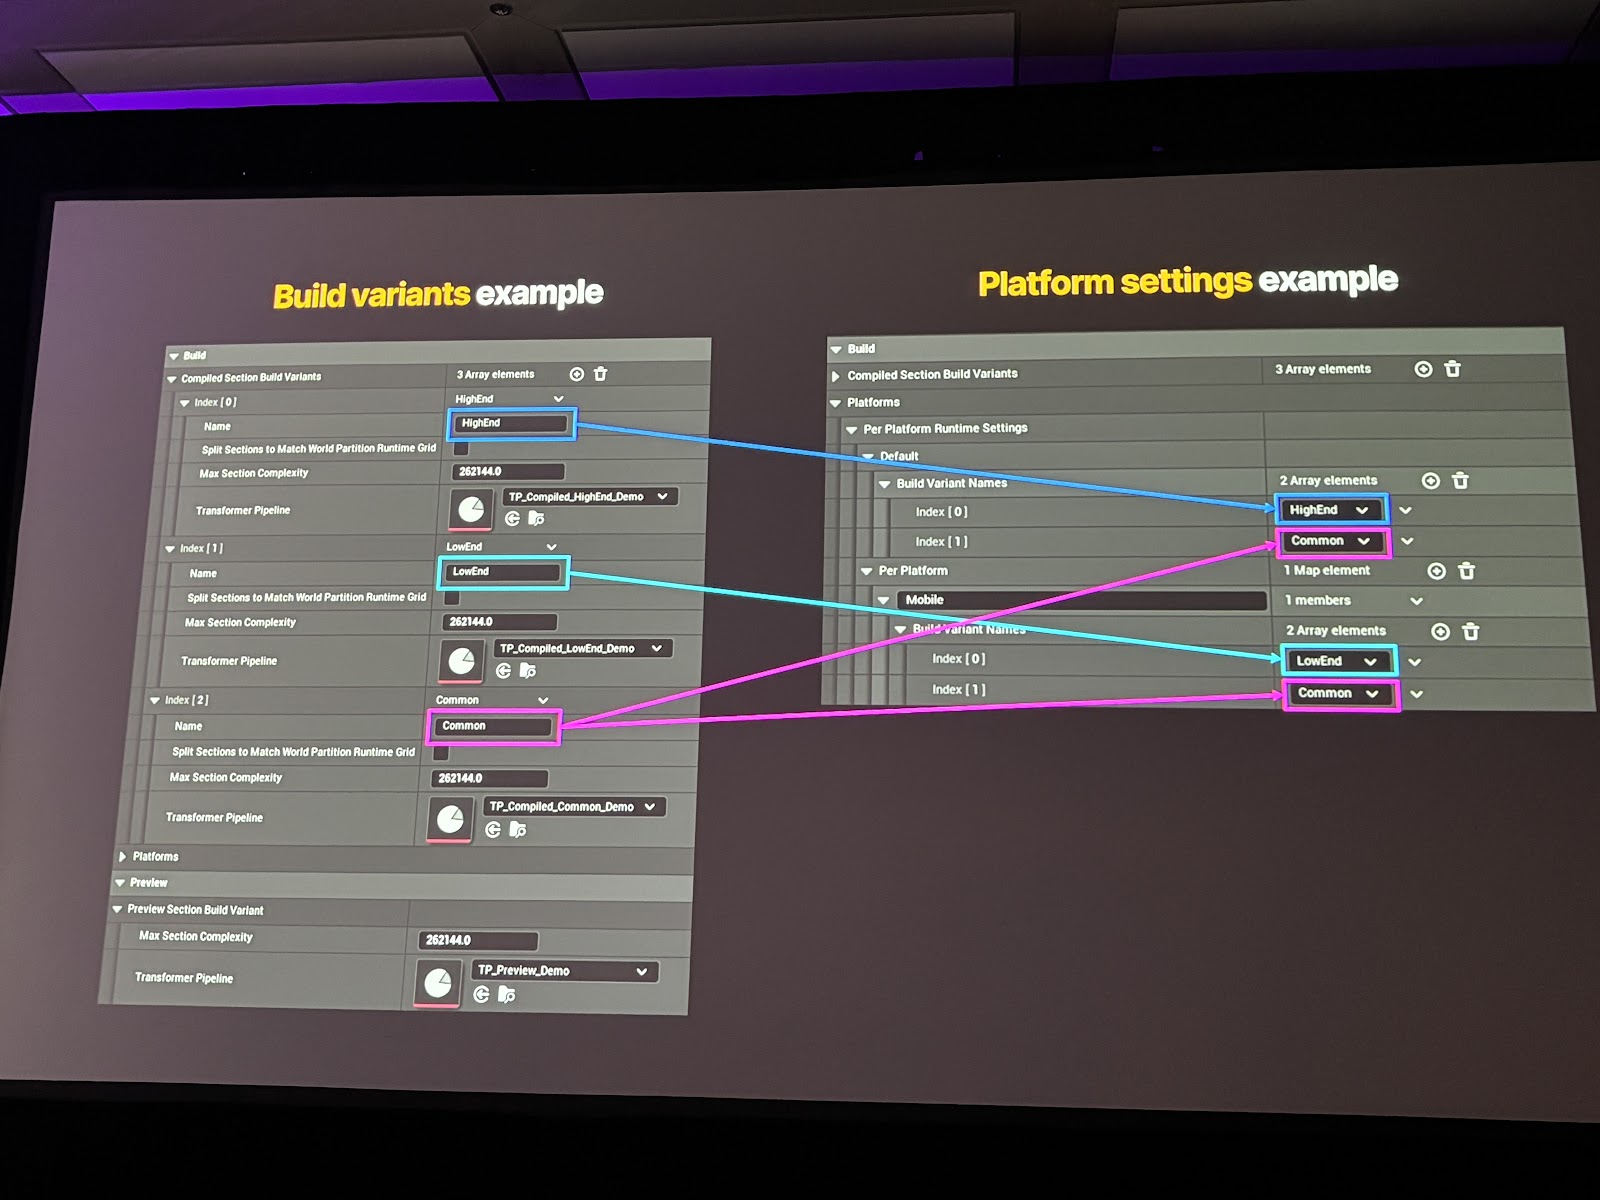 Build variants example
Build
Compiled Section Build Variants 3 Array elements
Index [ 0 ] HighEnd
Name HighEnd
Split Sections to Match World Partition Runtime Grid
Max Section Complexity 262144.0
Transformer Pipeline TP_Compiled_HighEnd_Demo
Index [ 1 ] LowEnd
Name LowEnd
Split Sections to Match World Partition Runtime Grid
Max Section Complexity 262144.0
Transformer Pipeline TP_Compiled_LowEnd_Demo
Index [ 2 ] Common
Name Common
Split Sections to Match World Partition Runtime Grid
Max Section Complexity 262144.0
Transformer Pipeline TP_Compiled_Common_Demo
Platforms
Preview
Preview Section Build Variant
Max Section Complexity 262144.0
Transformer Pipeline TP_Preview_Demo
Platform settings example
Build
Compiled Section Build Variants 3 Array elements
Platforms
Per Platform Runtime Settings
Default
Build Variant Names 2 Array elements
Index [ 0 ] HighEnd
Index [ 1 ] Common
Per Platform 1 Map element
Mobile 1 members
Build Variant Names 2 Array elements
Index [ 0 ] LowEnd
Index [ 1 ] Common